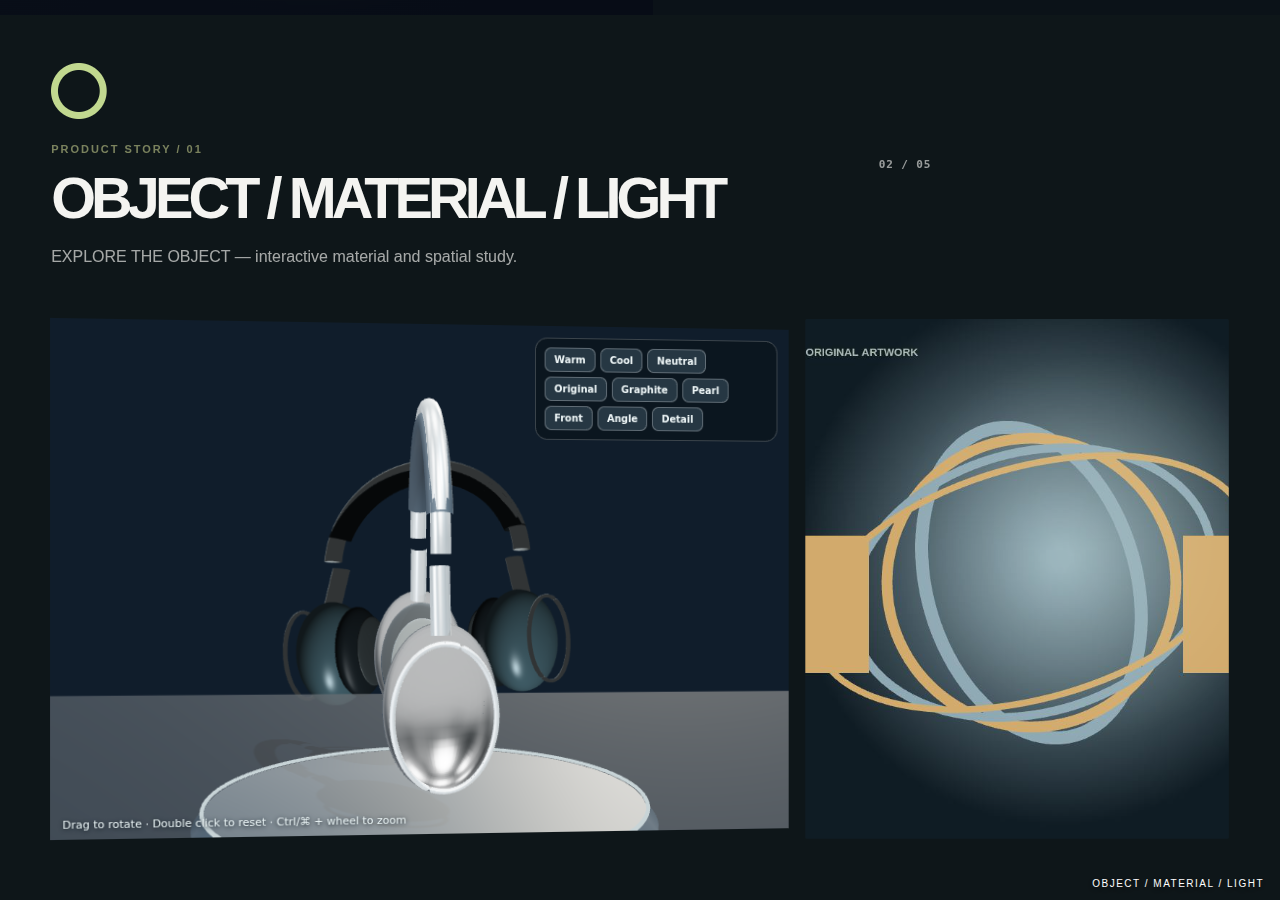 PRODUCT STORY / 01
02 / 05
OBJECT / MATERIAL / LIGHT
EXPLORE THE OBJECT — interactive material and spatial study.
Warm Cool Neutral
Original Graphite Pearl
Front Angle Detail
Drag to rotate · Double click to reset · Ctrl/⌘ + wheel to zoom
ORIGINAL ARTWORK
OBJECT / MATERIAL / LIGHT